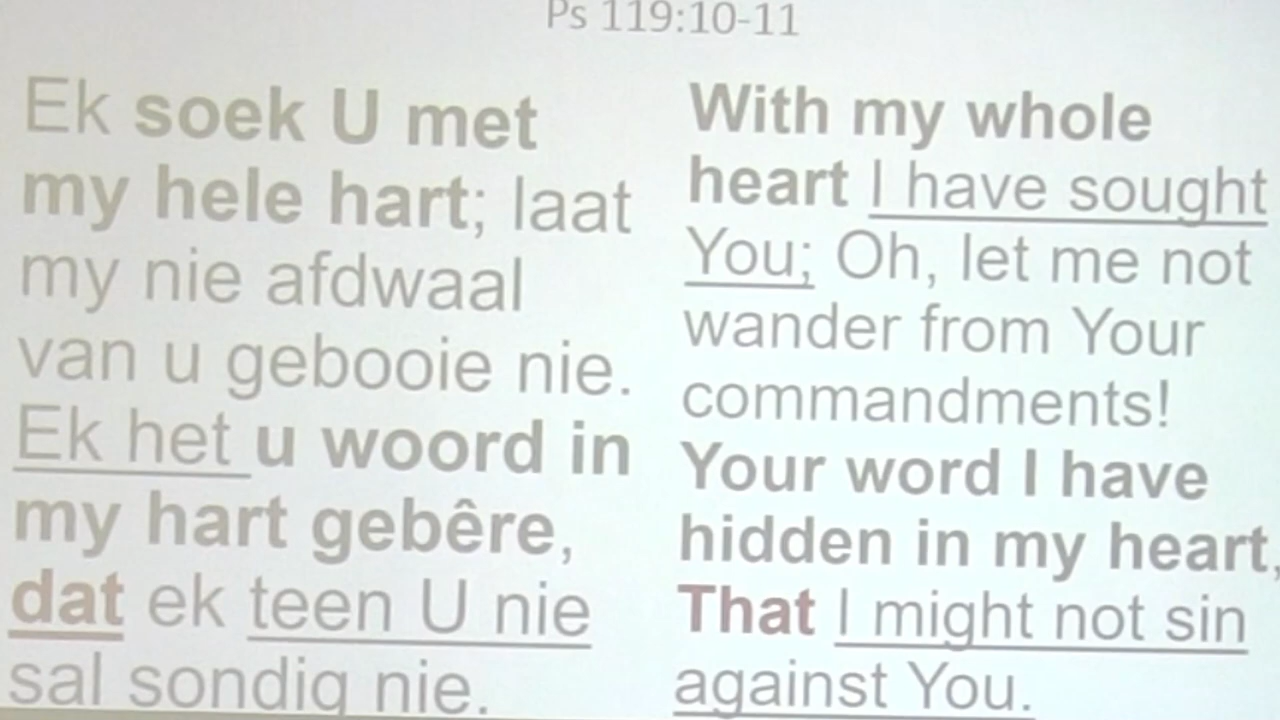 Ps 119:10-11
Ek soek U met
my hele hart; laat
my nie afdwaal
van u gebooie nie.
Ek het u woord in
my hart gebêre,
dat ek teen U nie
sal sondig nie.
With my whole
heart I have sought
You; Oh, let me not
wander from Your
commandments!
Your word I have
hidden in my heart,
That I might not sin
against You.